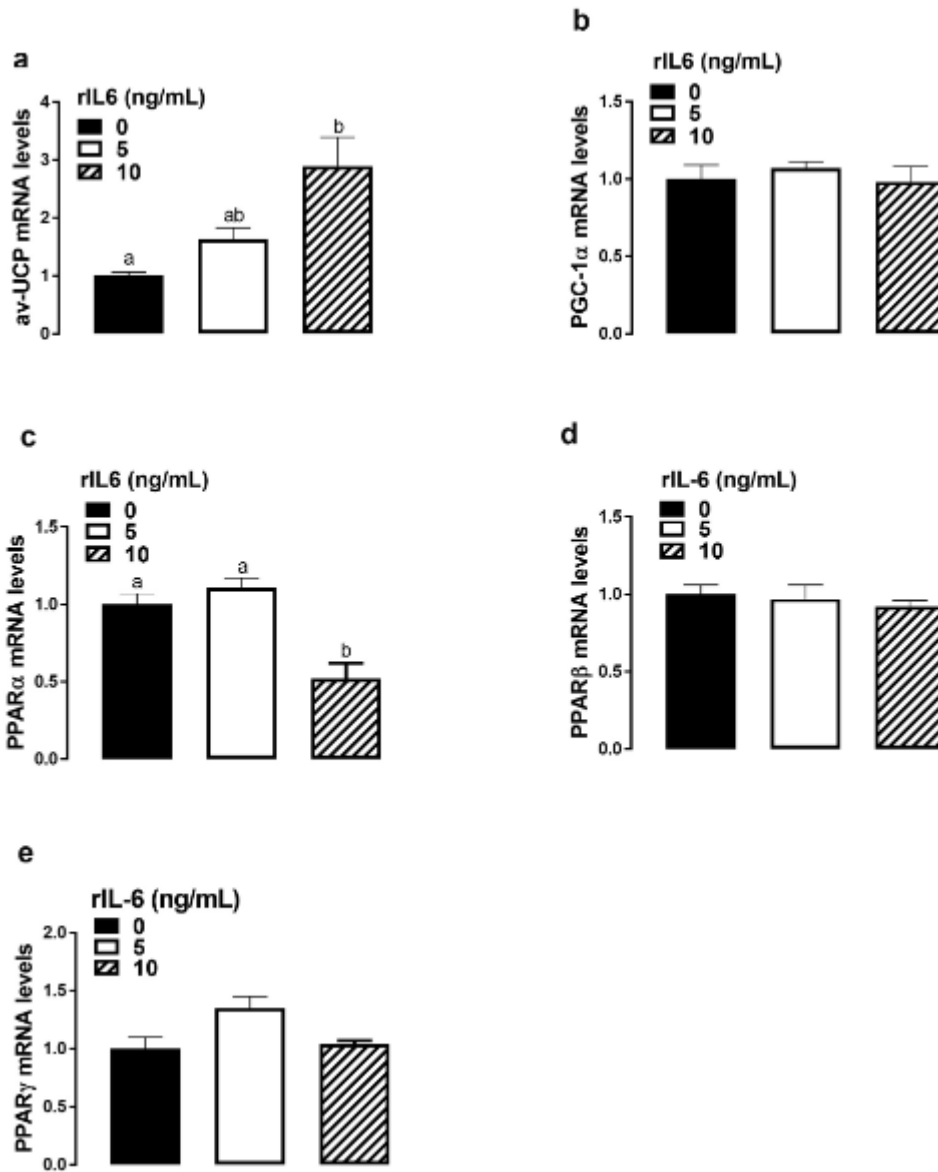 a
rIL6 (ng/mL)
0
5
10
av-UCP mRNA levels
4
3
2
1
0
a
ab
b
b
rIL6 (ng/mL)
0
5
10
PGC-1α mRNA levels
1.5
1.0
0.5
0.0
c
rIL6 (ng/mL)
0
5
10
PPARα mRNA levels
1.5
1.0
0.5
0.0
a
a
b
d
rIL-6 (ng/mL)
0
5
10
PPARβ mRNA levels
1.5
1.0
0.5
0.0
e
rIL-6 (ng/mL)
0
5
10
PPARγ mRNA levels
2.0
1.5
1.0
0.5
0.0